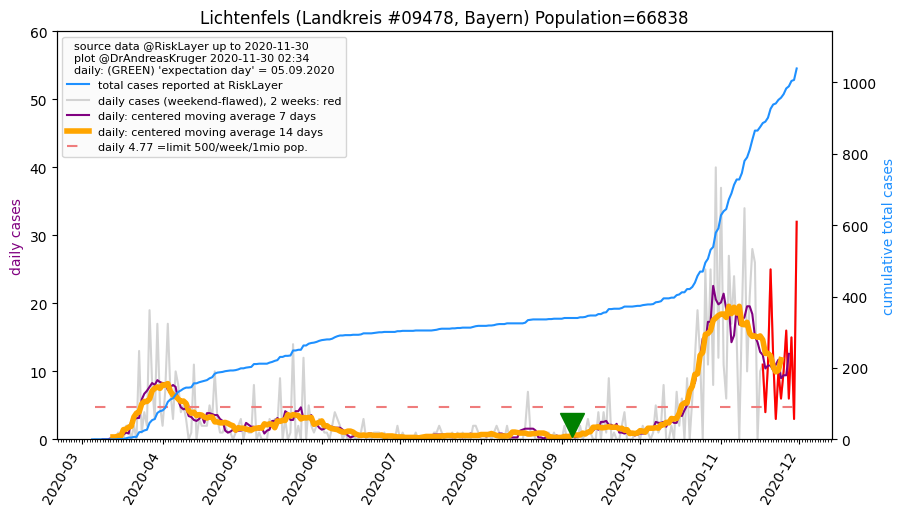 Lichtenfels (Landkreis #09478, Bayern) Population=66838
source data @RiskLayer up to 2020-11-30
plot @DrAndreasKruger 2020-11-30 02:34
daily: (GREEN) 'expectation day' = 05.09.2020
total cases reported at RiskLayer
daily cases (weekend-flawed), 2 weeks: red
daily: centered moving average 7 days
daily: centered moving average 14 days
daily 4.77 =limit 500/week/1mio pop.
daily cases
60
50
40
30
20
10
0
cumulative total cases
1000
800
600
400
200
0
2020-03
2020-04
2020-05
2020-06
2020-07
2020-08
2020-09
2020-10
2020-11
2020-12